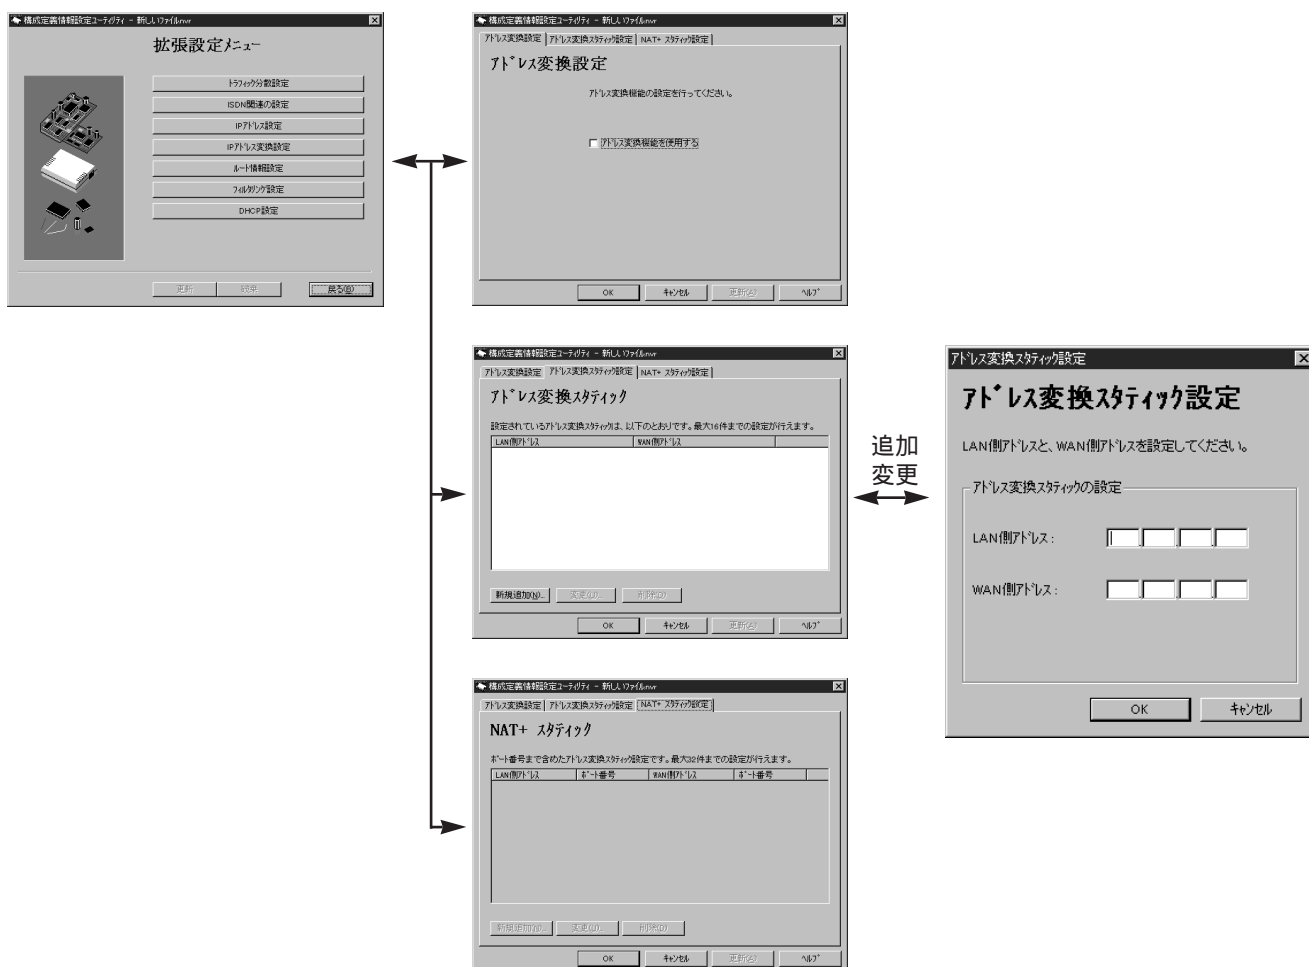 構成定義情報設定ユーティリティ - 新しいファイル.nvr
拡張設定メニュー
トラフィック分散設定
ISDN関連の設定
IPアドレス設定
IPアドレス変換設定
ルート情報設定
フィルタリング設定
DHCP設定
更新
戻る(B)
構成定義情報設定ユーティリティ - 新しいファイル.nvr
アドレス変換設定
アドレス変換スタティック設定
NAT+ スタティック設定
アドレス変換設定
アドレス変換機能の設定を行ってください。
アドレス変換機能を使用する
OK
キャンセル
更新(A)
ヘルプ
構成定義情報設定ユーティリティ - 新しいファイル.nvr
アドレス変換設定
アドレス変換スタティック設定
NAT+ スタティック設定
アドレス変換スタティック
設定されているアドレス変換スタティックは、以下のとおりです。最大16件までの設定が行えます。
LAN側アドレス
WAN側アドレス
新規追加(N)...
変更(U)...
削除(D)
OK
キャンセル
更新(A)
ヘルプ
追加
変更
アドレス変換スタティック設定
アドレス変換スタティック設定
LAN側アドレスと、WAN側アドレスを設定してください。
アドレス変換スタティックの設定
LAN側アドレス:
WAN側アドレス:
OK
キャンセル
構成定義情報設定ユーティリティ - 新しいファイル.nvr
アドレス変換設定
アドレス変換スタティック設定
NAT+ スタティック設定
NAT+ スタティック
ポート番号まで含めたアドレス変換スタティック設定です。最大32件までの設定が行えます。
LAN側アドレス
ポート番号
WAN側アドレス
ポート番号
新規追加(N)...
変更(U)...
削除(D)
OK
キャンセル
更新(A)
ヘルプ